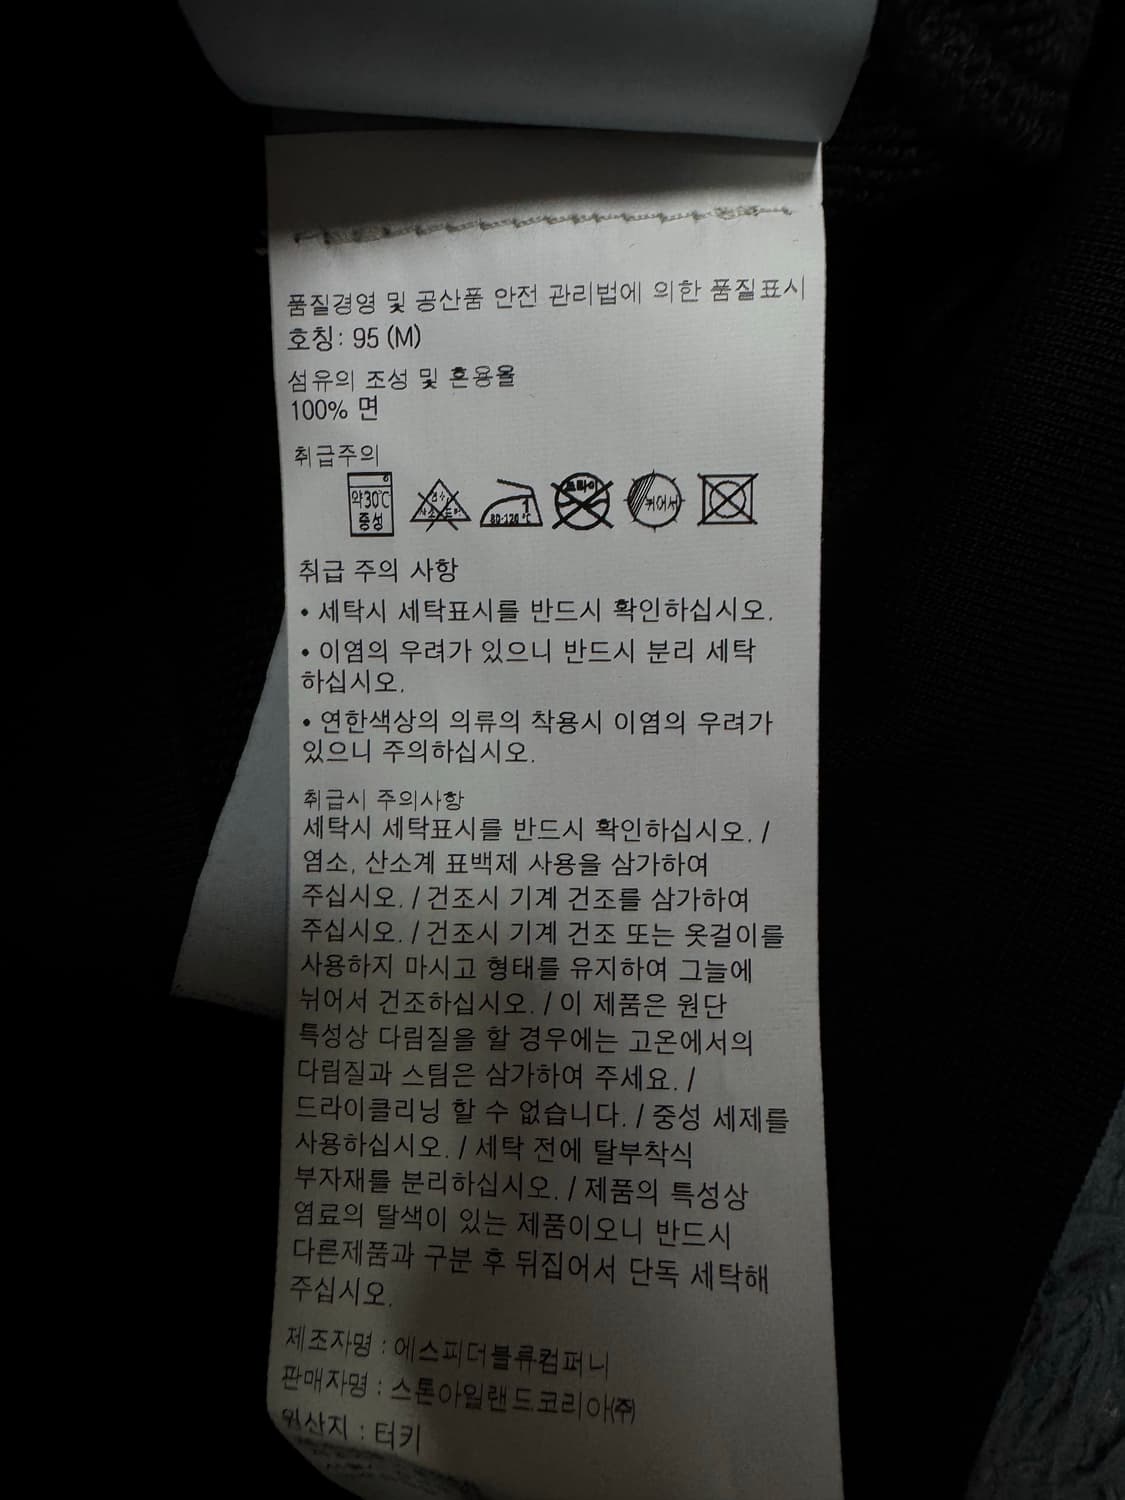 품질경영 및 공산품 안전 관리법에 의한 품질표시
호칭: 95 (M)
섬유의 조성 및 혼용율
100% 면
취급주의
약30℃
중성
염소
산소표백
1
80-120 ℃
드라이
뉘어서
취급 주의 사항
• 세탁시 세탁표시를 반드시 확인하십시오.
• 이염의 우려가 있으니 반드시 분리 세탁
하십시오.
• 연한색상의 의류의 착용시 이염의 우려가
있으니 주의하십시오.
취급시 주의사항
세탁시 세탁표시를 반드시 확인하십시오. /
염소, 산소계 표백제 사용을 삼가하여
주십시오. / 건조시 기계 건조를 삼가하여
주십시오. / 건조시 기계 건조 또는 옷걸이를
사용하지 마시고 형태를 유지하여 그늘에
뉘어서 건조하십시오. / 이 제품은 원단
특성상 다림질을 할 경우에는 고온에서의
다림질과 스팀은 삼가하여 주세요. /
드라이클리닝 할 수 없습니다. / 중성 세제를
사용하십시오. / 세탁 전에 탈부착식
부자재를 분리하십시오. / 제품의 특성상
염료의 탈색이 있는 제품이오니 반드시
다른제품과 구분 후 뒤집어서 단독 세탁해
주십시오.
제조자명 : 에스피더블류컴퍼니
판매자명 : 스톤아일랜드코리아(주)
원산지 : 터키